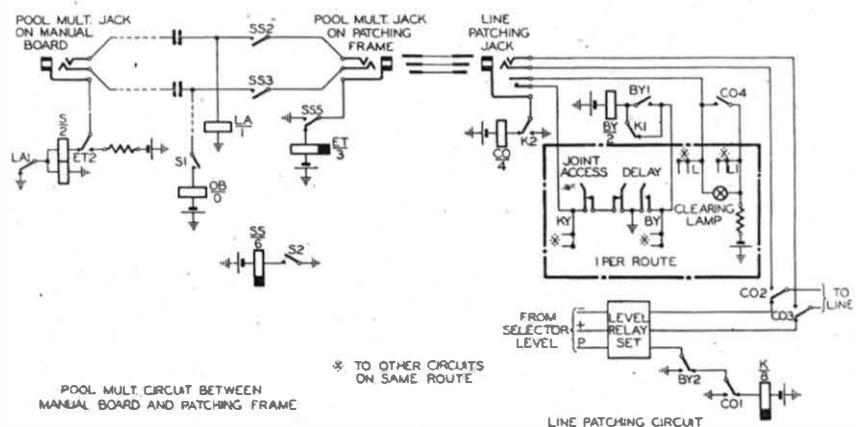 POOL MULT. JACK
ON MANUAL
BOARD
POOL MULT. JACK
ON PATCHING
FRAME
LINE
PATCHING
JACK
SS2
SS3
SS5
LA
1
ET
3
S
2
LA1
ET2
S1
OB
0
SS
6
S2
BY1
K1
BY
2
CO4
CO
4
K2
JOINT
ACCESS
DELAY
L
L1
CLEARING
LAMP
KY
BY
1 PER ROUTE
CO2
CO3
TO
LINE
FROM
SELECTOR
LEVEL
−
+
P
LEVEL
RELAY
SET
BY2
CO1
K
8
※ TO OTHER CIRCUITS
ON SAME ROUTE
POOL MULT. CIRCUIT BETWEEN
MANUAL BOARD AND PATCHING FRAME
LINE PATCHING CIRCUIT